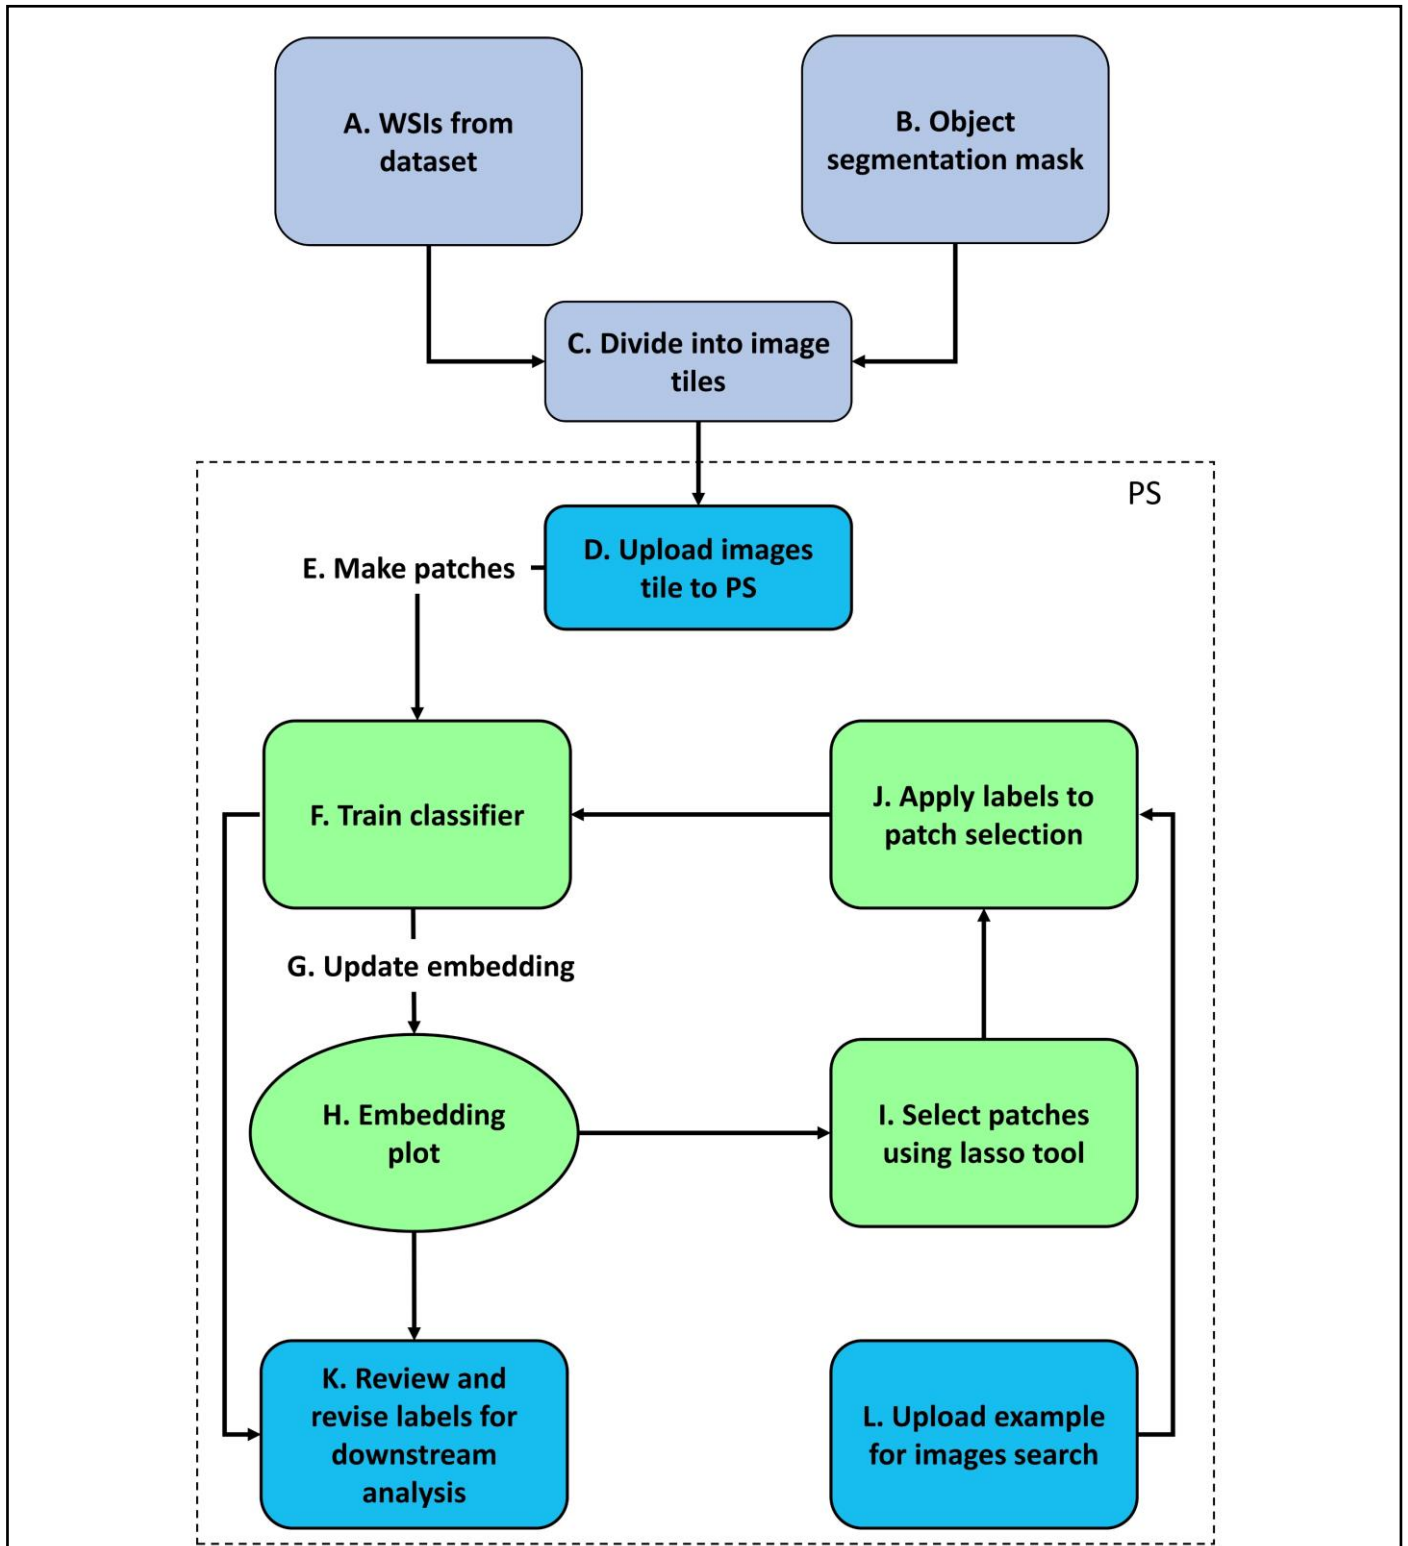 A. WSIs from
dataset
B. Object
segmentation mask
C. Divide into image
tiles
PS
D. Upload images
tile to PS
E. Make patches
F. Train classifier
J. Apply labels to
patch selection
G. Update embedding
H. Embedding
plot
I. Select patches
using lasso tool
K. Review and
revise labels for
downstream
analysis
L. Upload example
for images search